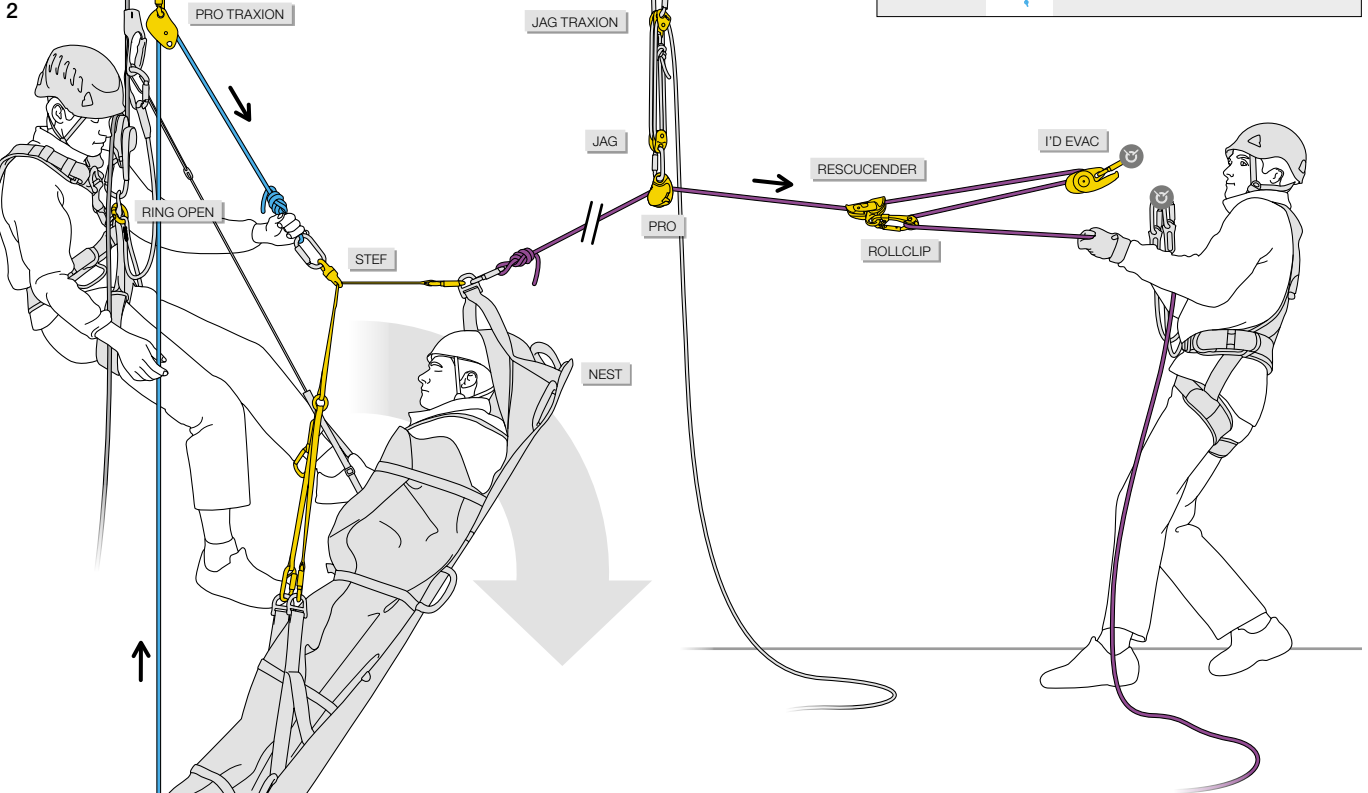 2
PRO TRAXION
JAG TRAXION
JAG
I'D EVAC
RESCUCENDER
RING OPEN
PRO
ROLLCLIP
STEF
NEST